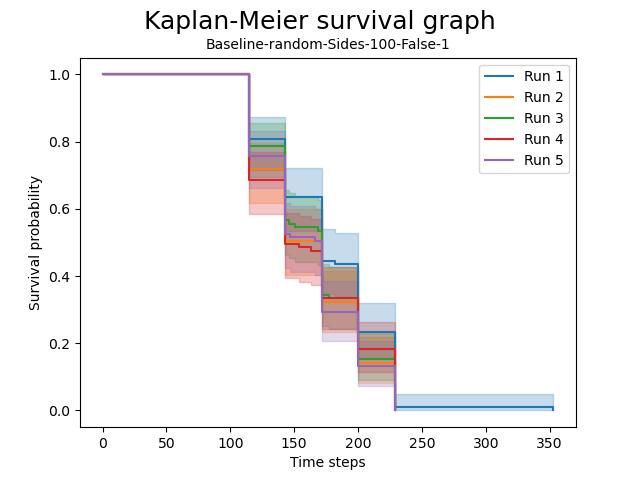 Kaplan-Meier survival graph
Baseline-random-Sides-100-False-1
Survival probability
1.0
0.8
0.6
0.4
0.2
0.0
Run 1
Run 2
Run 3
Run 4
Run 5
0 50 100 150 200 250 300 350
Time steps